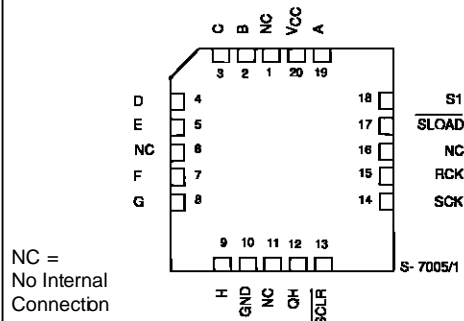 C B NC VCC A
3 2 1 20 19
D 4 18 S1
E 5 17 SLOAD
NC 6 16 NC
F 7 15 RCK
G 8 14 SCK
9 10 11 12 13
H GND NC QH SCLR
S-7005/1
NC =
No Internal
Connection